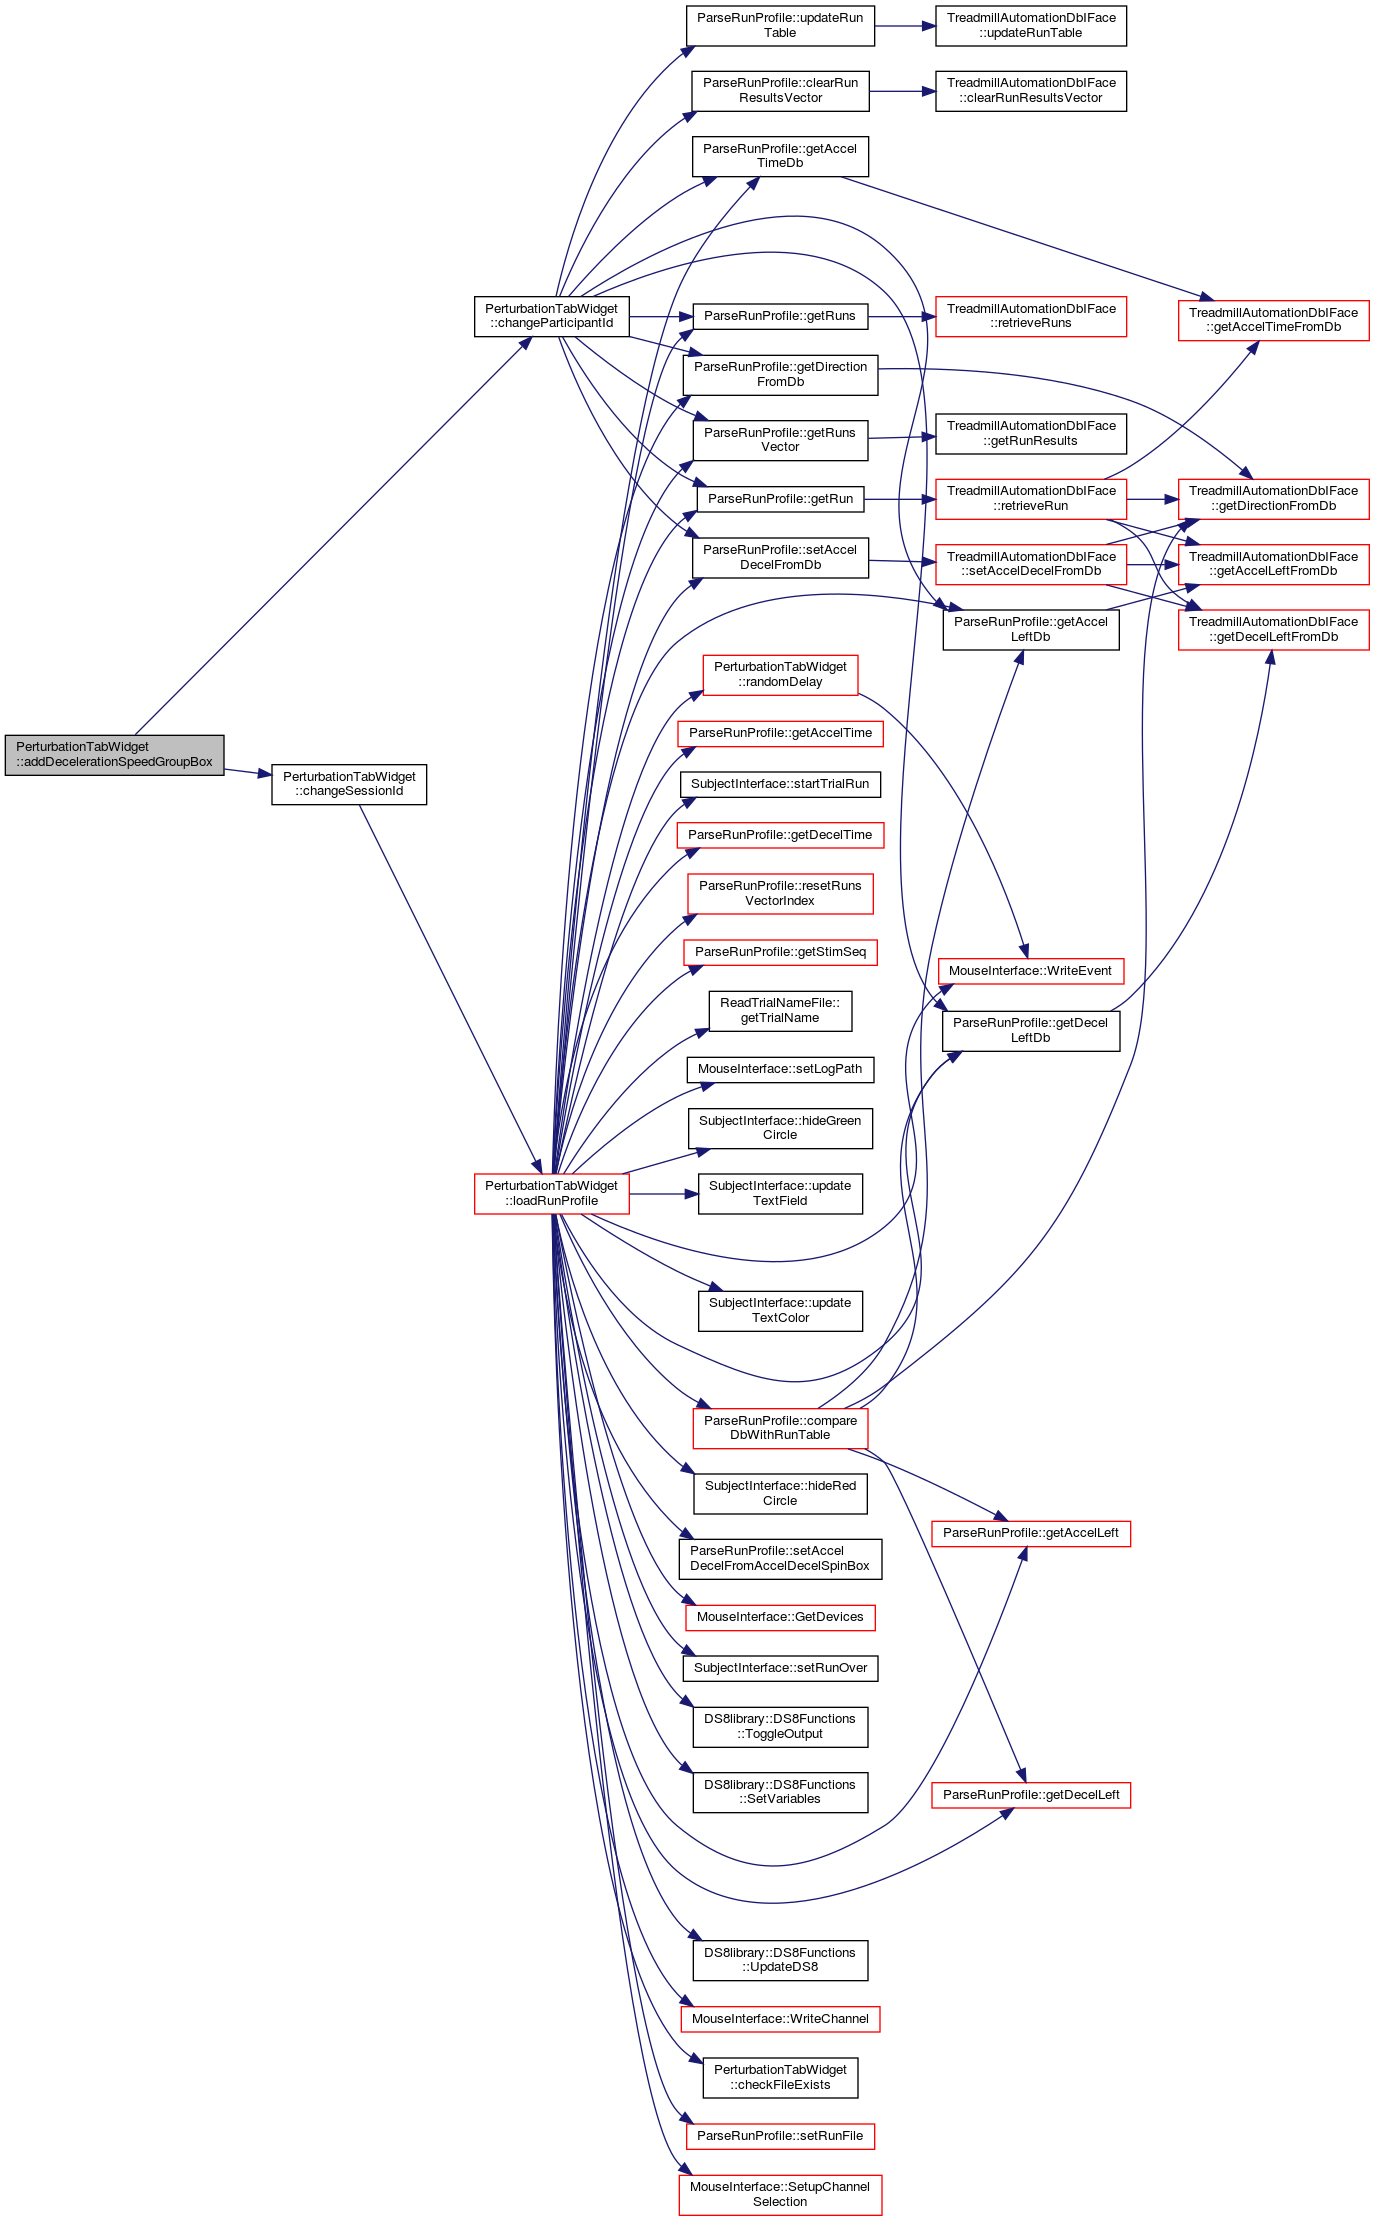 ParseRunProfile::updateRun
Table
TreadmillAutomationDbIFace
::updateRunTable
ParseRunProfile::clearRun
ResultsVector
TreadmillAutomationDbIFace
::clearRunResultsVector
ParseRunProfile::getAccel
TimeDb
PerturbationTabWidget
::changeParticipantId
ParseRunProfile::getRuns
TreadmillAutomationDbIFace
::retrieveRuns
TreadmillAutomationDbIFace
::getAccelTimeFromDb
ParseRunProfile::getDirection
FromDb
ParseRunProfile::getRuns
Vector
TreadmillAutomationDbIFace
::getRunResults
ParseRunProfile::getRun
TreadmillAutomationDbIFace
::retrieveRun
TreadmillAutomationDbIFace
::getDirectionFromDb
ParseRunProfile::setAccel
DecelFromDb
TreadmillAutomationDbIFace
::setAccelDecelFromDb
TreadmillAutomationDbIFace
::getAccelLeftFromDb
ParseRunProfile::getAccel
LeftDb
TreadmillAutomationDbIFace
::getDecelLeftFromDb
PerturbationTabWidget
::randomDelay
ParseRunProfile::getAccelTime
PerturbationTabWidget
::addDecelerationSpeedGroupBox
PerturbationTabWidget
::changeSessionId
SubjectInterface::startTrialRun
ParseRunProfile::getDecelTime
ParseRunProfile::resetRuns
VectorIndex
ParseRunProfile::getStimSeq
MouseInterface::WriteEvent
ReadTrialNameFile::
getTrialName
ParseRunProfile::getDecel
LeftDb
MouseInterface::setLogPath
SubjectInterface::hideGreen
Circle
PerturbationTabWidget
::loadRunProfile
SubjectInterface::update
TextField
SubjectInterface::update
TextColor
ParseRunProfile::compare
DbWithRunTable
SubjectInterface::hideRed
Circle
ParseRunProfile::getAccelLeft
ParseRunProfile::setAccel
DecelFromAccelDecelSpinBox
MouseInterface::GetDevices
SubjectInterface::setRunOver
DS8library::DS8Functions
::ToggleOutput
DS8library::DS8Functions
::SetVariables
ParseRunProfile::getDecelLeft
DS8library::DS8Functions
::UpdateDS8
MouseInterface::WriteChannel
PerturbationTabWidget
::checkFileExists
ParseRunProfile::setRunFile
MouseInterface::SetupChannel
Selection